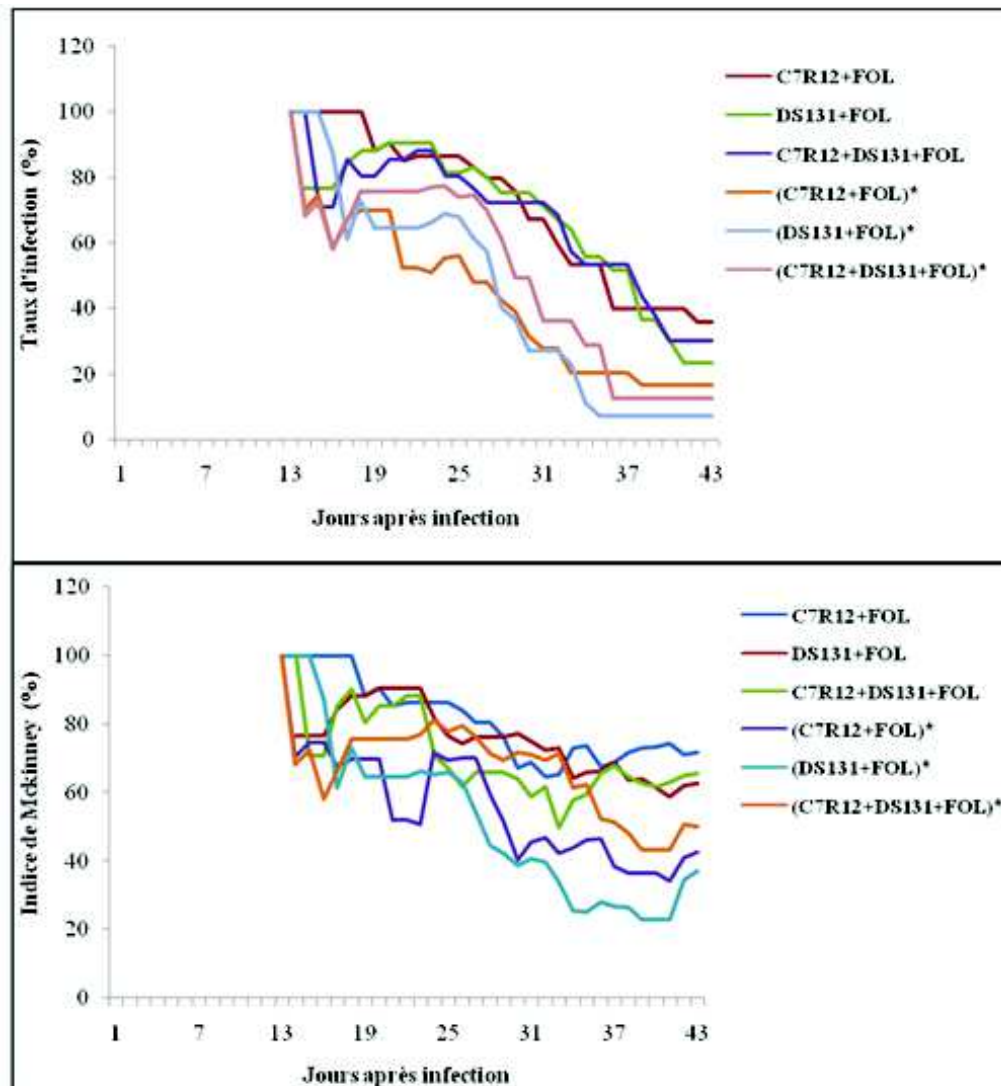 120
100
80
60
40
20
0
Taux d'infection (%)
1 7 13 19 25 31 37 43
Jours après infection
C7R12+FOL
DS131+FOL
C7R12+DS131+FOL
(C7R12+FOL)*
(DS131+FOL)*
(C7R12+DS131+FOL)*
120
100
80
60
40
20
0
Indice de Mckinney (%)
1 7 13 19 25 31 37 43
Jours après infection
C7R12+FOL
DS131+FOL
C7R12+DS131+FOL
(C7R12+FOL)*
(DS131+FOL)*
(C7R12+DS131+FOL)*